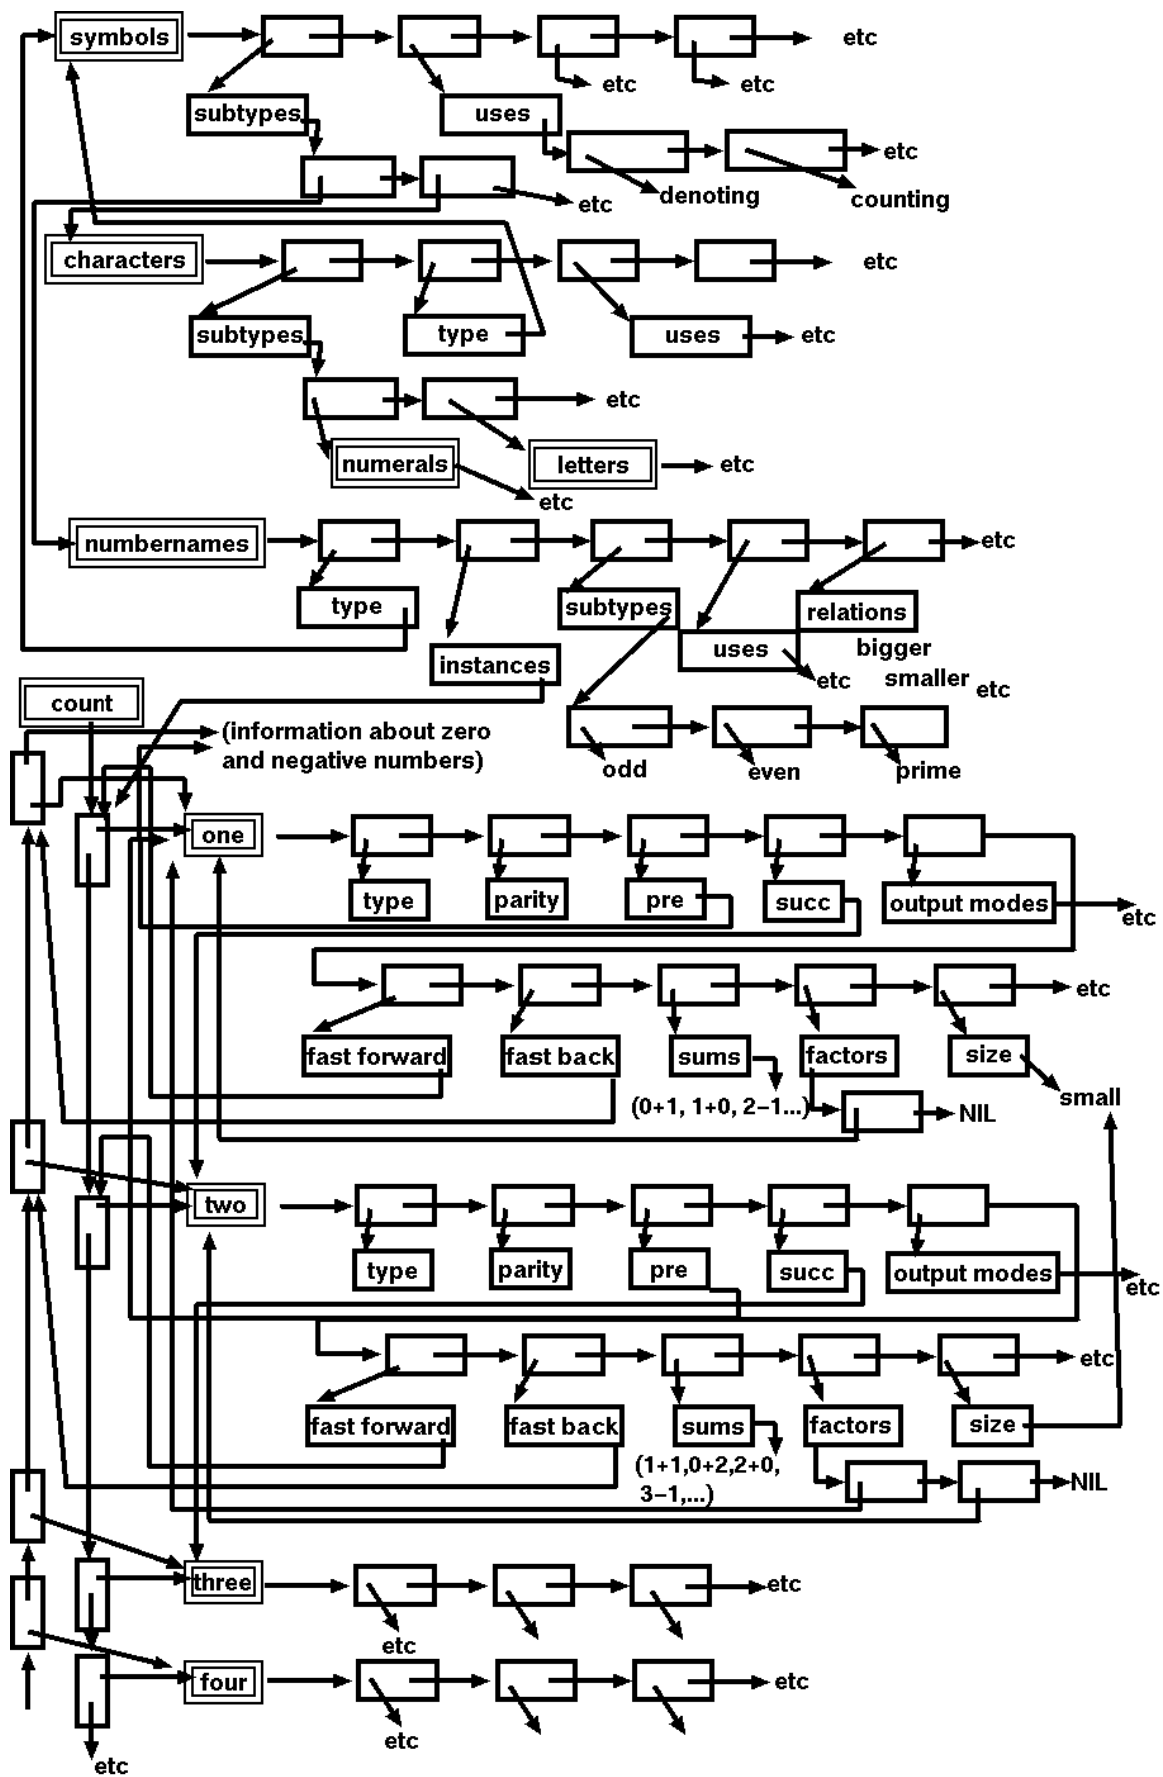 symbols etc
etc etc
subtypes uses
etc
denoting counting
etc
characters etc
subtypes type uses etc
etc
numerals letters etc
etc
numbernames etc
type subtypes relations
uses bigger
instances etc smaller etc
count
(information about zero
and negative numbers)
odd even prime
one
type parity pre succ output modes
etc
etc
fast forward fast back sums factors size
small
(0+1, 1+0, 2−1...) NIL
two
type parity pre succ output modes
etc
etc
fast forward fast back sums factors size
(1+1,0+2,2+0,
3−1,...) NIL
three etc
etc
four etc
etc
etc